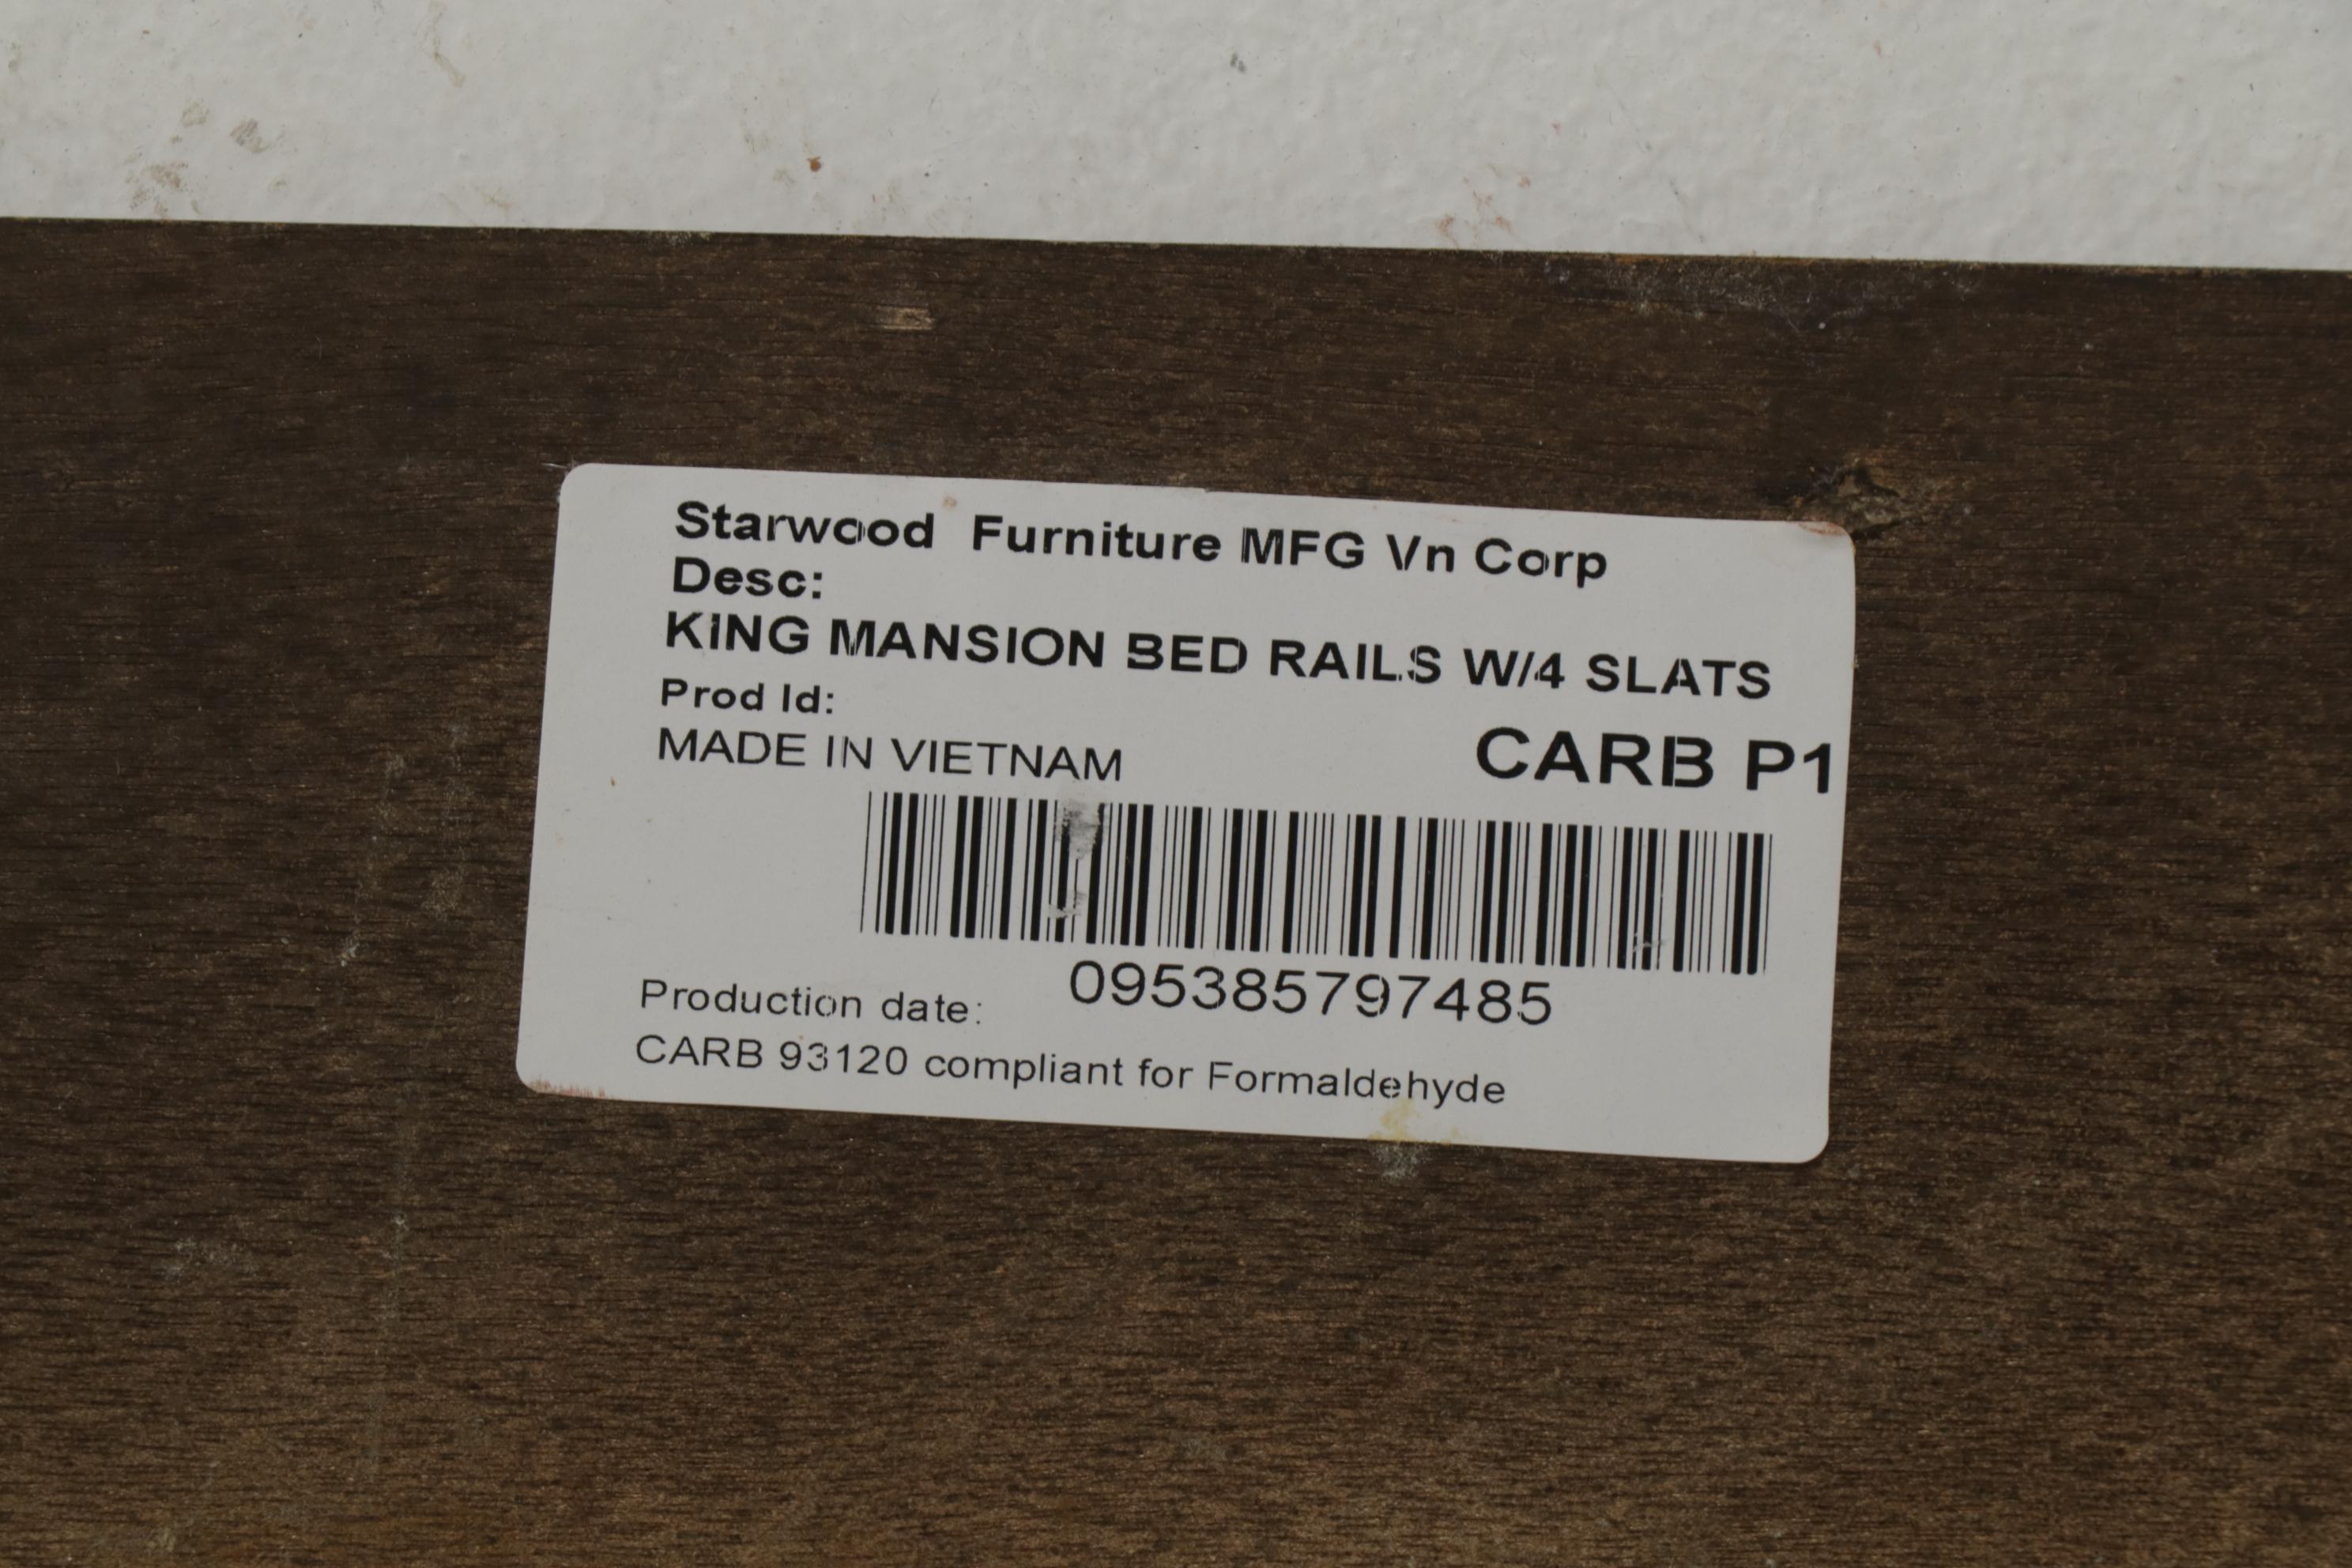 Starwood Furniture MFG Vn Corp
Desc:
KING MANSION BED RAILS W/4 SLATS
Prod Id:
MADE IN VIETNAM
CARB P1
095385797485
Production date:
CARB 93120 compliant for Formaldehyde